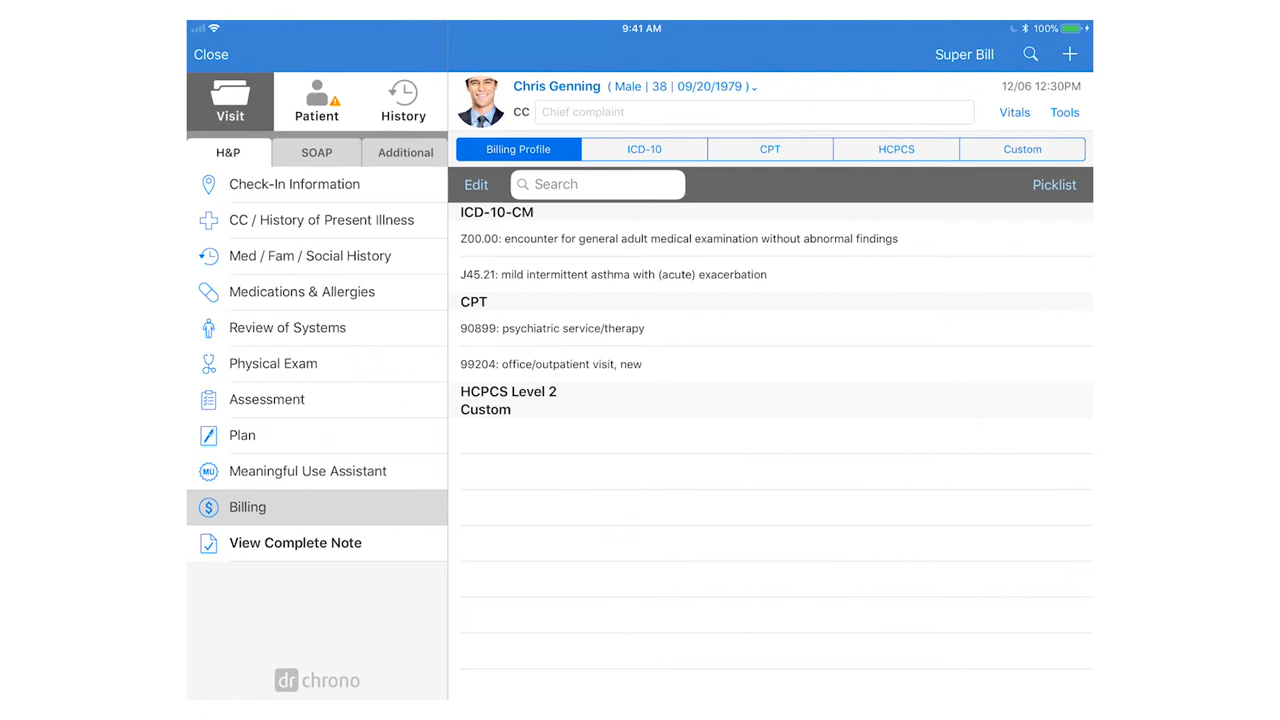 9:41 AM
100%
Close
Super Bill
Visit
Patient
History
Chris Genning ( Male | 38 | 09/20/1979 )
12/06 12:30PM
CC Chief complaint
Vitals
Tools
H&P
SOAP
Additional
Billing Profile
ICD-10
CPT
HCPCS
Custom
Edit
Search
Picklist
Check-In Information
CC / History of Present Illness
Med / Fam / Social History
Medications & Allergies
Review of Systems
Physical Exam
Assessment
Plan
MU Meaningful Use Assistant
$ Billing
View Complete Note
ICD-10-CM
Z00.00: encounter for general adult medical examination without abnormal findings
J45.21: mild intermittent asthma with (acute) exacerbation
CPT
90899: psychiatric service/therapy
99204: office/outpatient visit, new
HCPCS Level 2
Custom
dr chrono